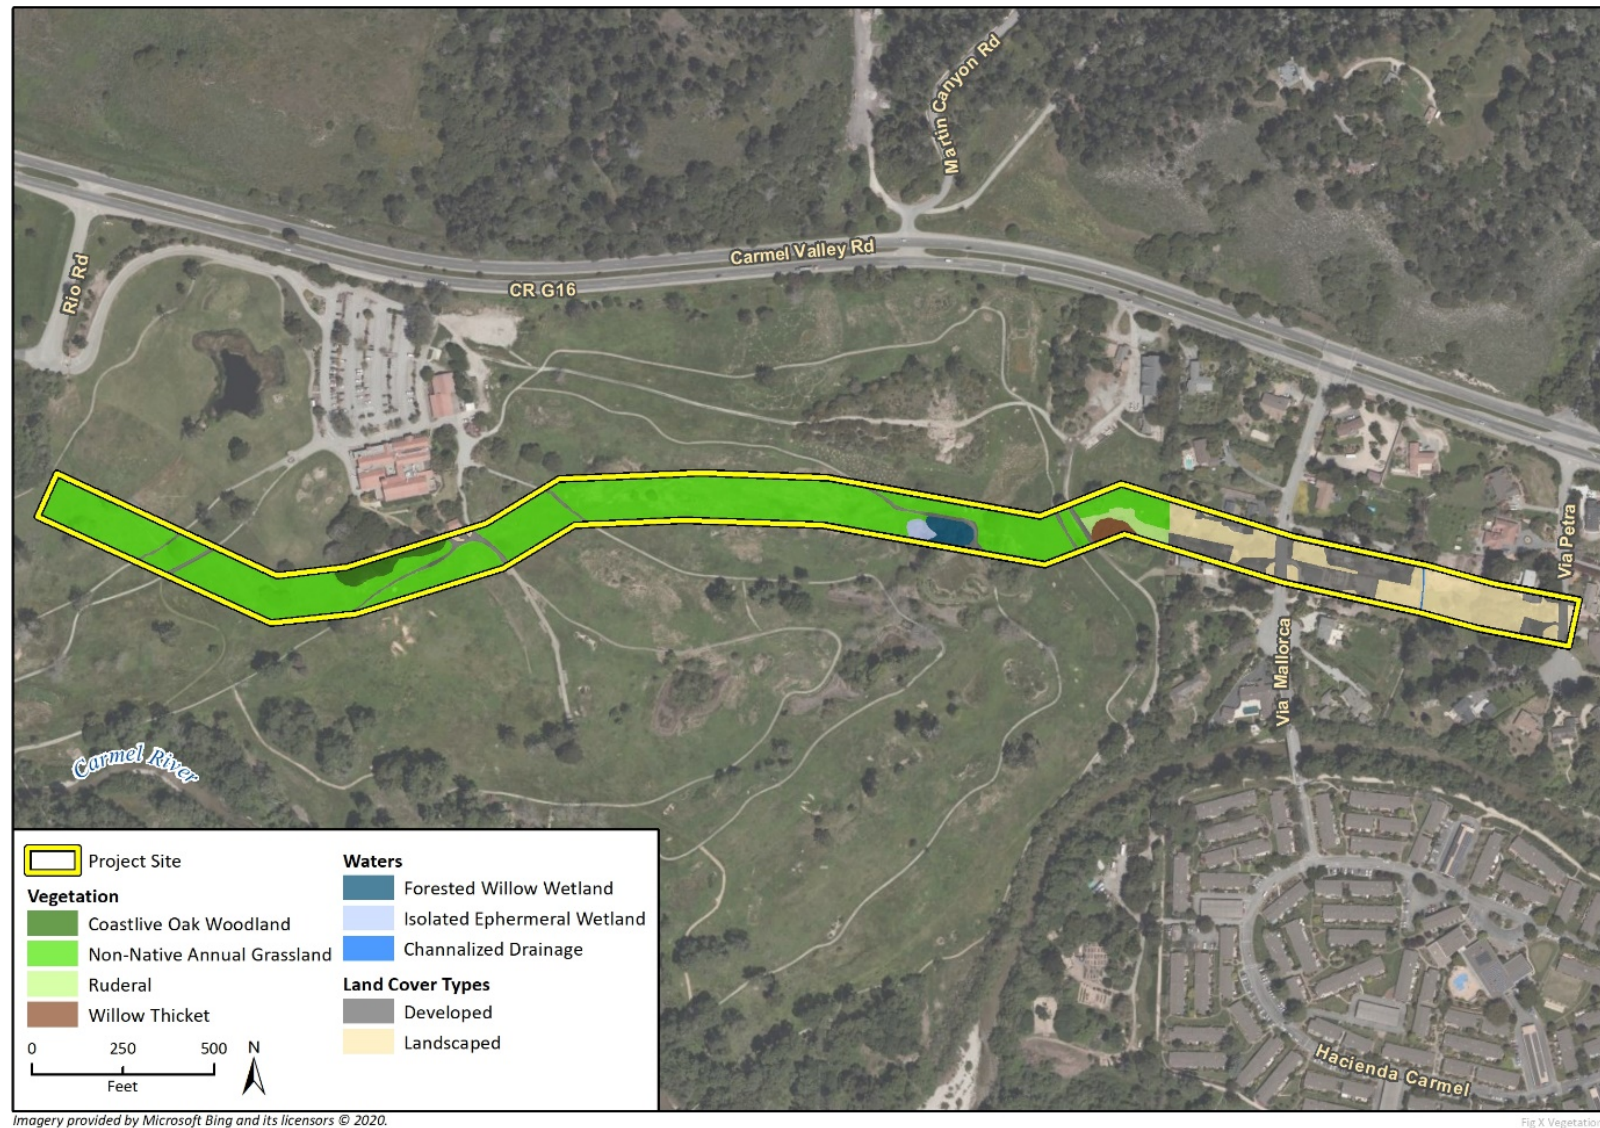 Martin Canyon Rd
Carmel Valley Rd
CR G16
Rio Rd
Via Petra
Via Mallorca
Carmel River
Hacienda Carmel
Project Site
Vegetation
Coastlive Oak Woodland
Non-Native Annual Grassland
Ruderal
Willow Thicket
0 250 500
Feet
N
Waters
Forested Willow Wetland
Isolated Ephermeral Wetland
Channalized Drainage
Land Cover Types
Developed
Landscaped
Imagery provided by Microsoft Bing and its licensors © 2020.
Fig X Vegetation